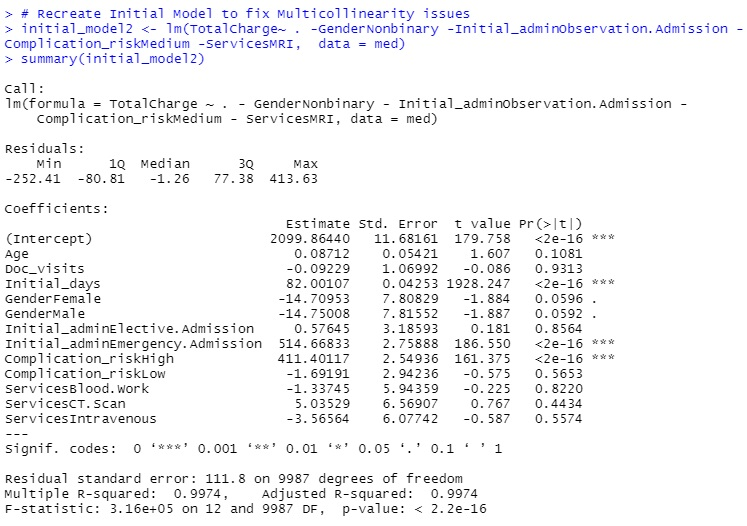 > # Recreate Initial Model to fix Multicollinearity issues
> initial_model2 <- lm(TotalCharge~ . -GenderNonbinary -Initial_adminObservation.Admission -
Complication_riskMedium -ServicesMRI,  data = med)
> summary(initial_model2)

Call:
lm(formula = TotalCharge ~ . - GenderNonbinary - Initial_adminObservation.Admission -
    Complication_riskMedium - ServicesMRI, data = med)

Residuals:
    Min      1Q  Median      3Q     Max
-252.41  -80.81   -1.26   77.38  413.63

Coefficients:
                                 Estimate Std. Error  t value Pr(>|t|)
(Intercept)                    2099.86440   11.68161  179.758   <2e-16 ***
Age                               0.08712    0.05421    1.607   0.1081
Doc_visits                       -0.09229    1.06992   -0.086   0.9313
Initial_days                     82.00107    0.04253 1928.247   <2e-16 ***
GenderFemale                    -14.70953    7.80829   -1.884   0.0596 .
GenderMale                      -14.75008    7.81552   -1.887   0.0592 .
Initial_adminElective.Admission   0.57645    3.18593    0.181   0.8564
Initial_adminEmergency.Admission 514.66833    2.75888  186.550   <2e-16 ***
Complication_riskHigh           411.40117    2.54936  161.375   <2e-16 ***
Complication_riskLow             -1.69191    2.94236   -0.575   0.5653
ServicesBlood.Work               -1.33745    5.94359   -0.225   0.8220
ServicesCT.Scan                   5.03529    6.56907    0.767   0.4434
ServicesIntravenous              -3.56564    6.07742   -0.587   0.5574
---
Signif. codes:  0 ‘***’ 0.001 ‘**’ 0.01 ‘*’ 0.05 ‘.’ 0.1 ‘ ’ 1

Residual standard error: 111.8 on 9987 degrees of freedom
Multiple R-squared:  0.9974,    Adjusted R-squared:  0.9974
F-statistic: 3.16e+05 on 12 and 9987 DF,  p-value: < 2.2e-16